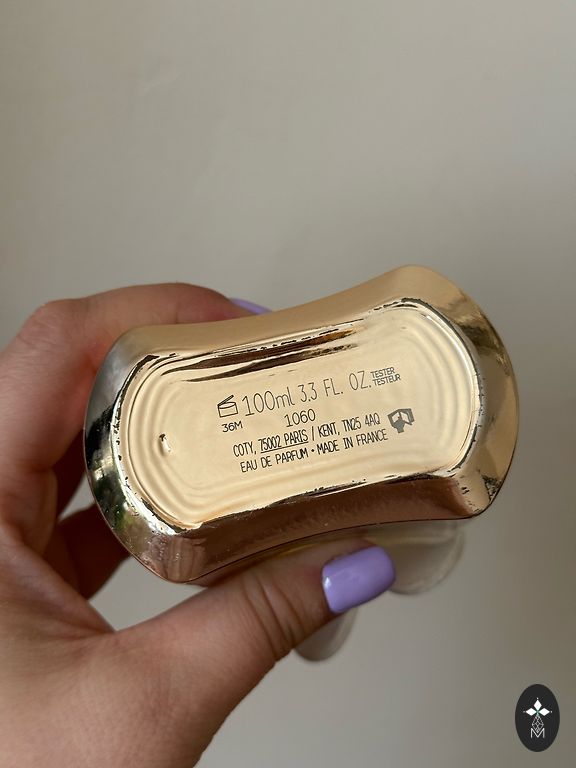 100ml 3.3 FL. OZ. TESTER
TESTEUR
36M 1060
COTY, 75002 PARIS / KENT, TN25 4AQ
EAU DE PARFUM • MADE IN FRANCE
M